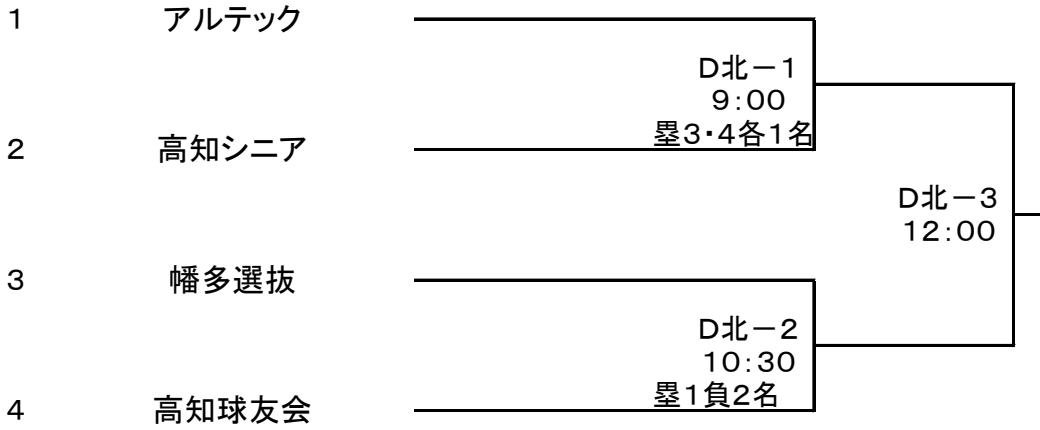 1 アルテック
D北－1
9：00
塁3・4各1名
2 高知シニア
D北－3
12：00
3 幡多選抜
D北－2
10：30
塁1負2名
4 高知球友会